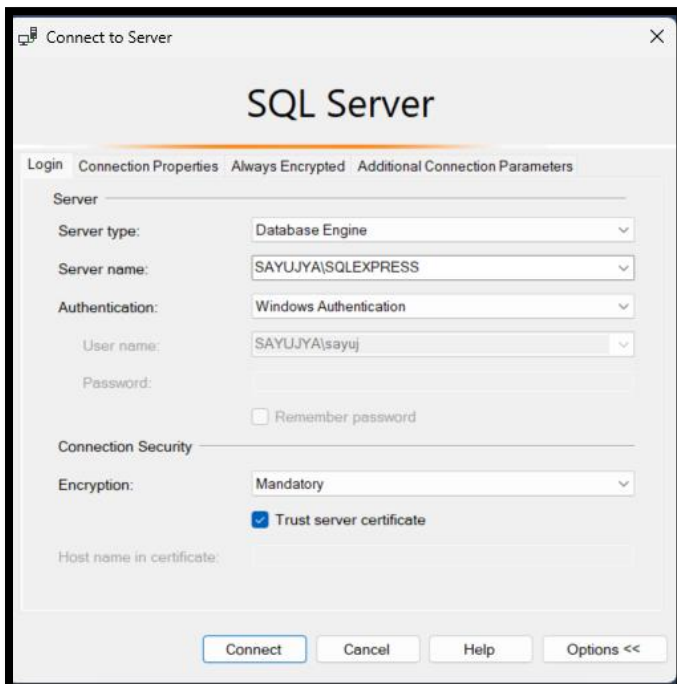 Connect to Server
SQL Server
Login Connection Properties Always Encrypted Additional Connection Parameters
Server
Server type: Database Engine
Server name: SAYUJYA\SQLEXPRESS
Authentication: Windows Authentication
User name: SAYUJYA\sayuj
Password:
Remember password
Connection Security
Encryption: Mandatory
Trust server certificate
Host name in certificate:
Connect Cancel Help Options <<